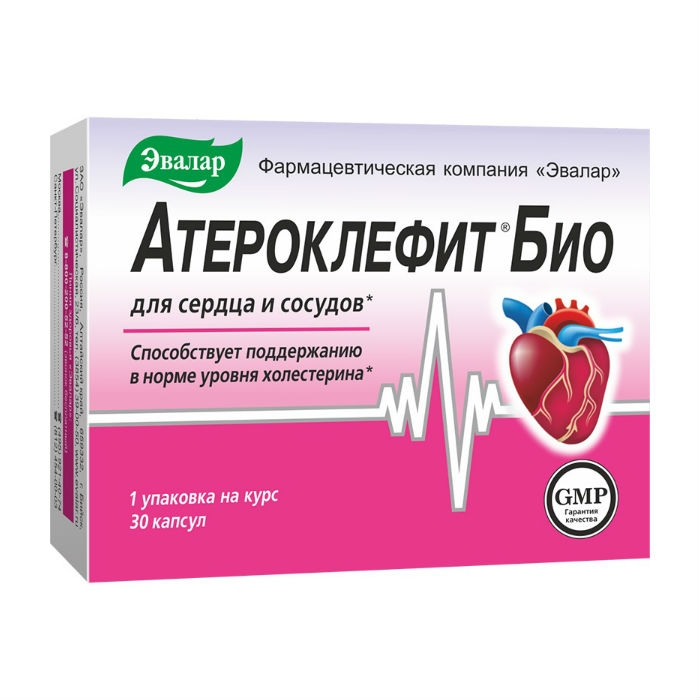 Эвалар
Фармацевтическая компания «Эвалар»
Атероклефит® Био
для сердца и сосудов*
Способствует поддержанию
в норме уровня холестерина*
1 упаковка на курс
30 капсул
GMP
Гарантия
качества